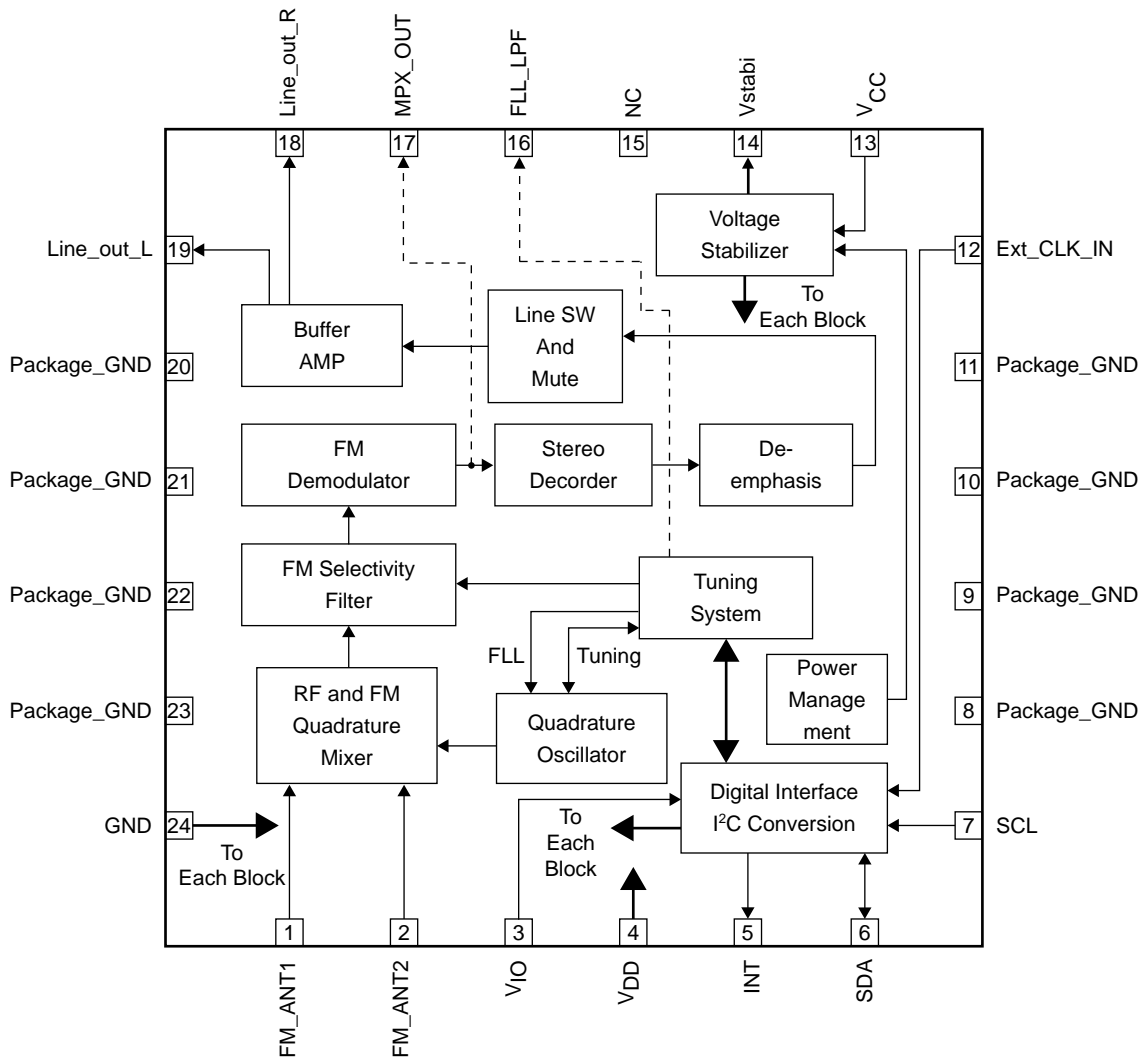 Line_out_R
MPX_OUT
FLL_LPF
NC
Vstabi
VCC
18
17
16
15
14
13
Line_out_L
19
Voltage
Stabilizer
12
Ext_CLK_IN
To
Each Block
Buffer
AMP
Line SW
And
Mute
Package_GND
20
11
Package_GND
FM
Demodulator
Stereo
Decorder
De-
emphasis
Package_GND
21
10
Package_GND
FM Selectivity
Filter
Tuning
System
Package_GND
22
9
Package_GND
FLL
Tuning
RF and FM
Quadrature
Mixer
Quadrature
Oscillator
Power
Manage
ment
Package_GND
23
8
Package_GND
Digital Interface
I²C Conversion
GND
24
To
Each Block
To
Each
Block
7
SCL
1
2
3
4
5
6
FM_ANT1
FM_ANT2
VIO
VDD
INT
SDA